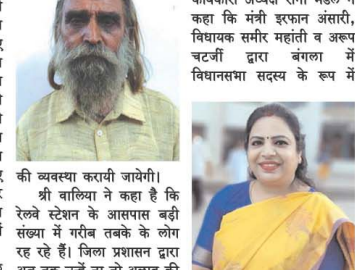 कहा कि मंत्री इरफान अंसारी,
विधायक समीर महांती व अरूप
चटर्जी द्वारा बंगला में
विधानसभा सदस्य के रूप में
की व्यवस्था करायी जायेगी।
श्री वालिया ने कहा है कि
रेलवे स्टेशन के आसपास बड़ी
संख्या में गरीब तबके के लोग
रह रहे हैं। जिला प्रशासन द्वारा